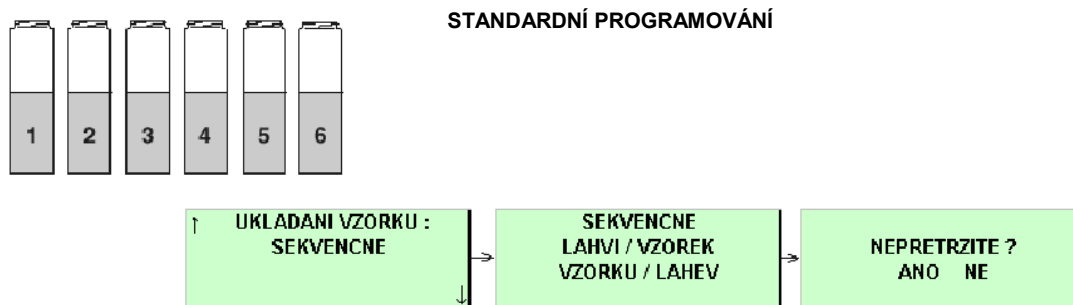 STANDARDNÍ PROGRAMOVÁNÍ
1 2 3 4 5 6
↑ UKLADANI VZORKU :
SEKVENCNE
↓
SEKVENCNE
LAHVI / VZOREK
VZORKU / LAHEV
NEPRETRZITE ?
ANO NE